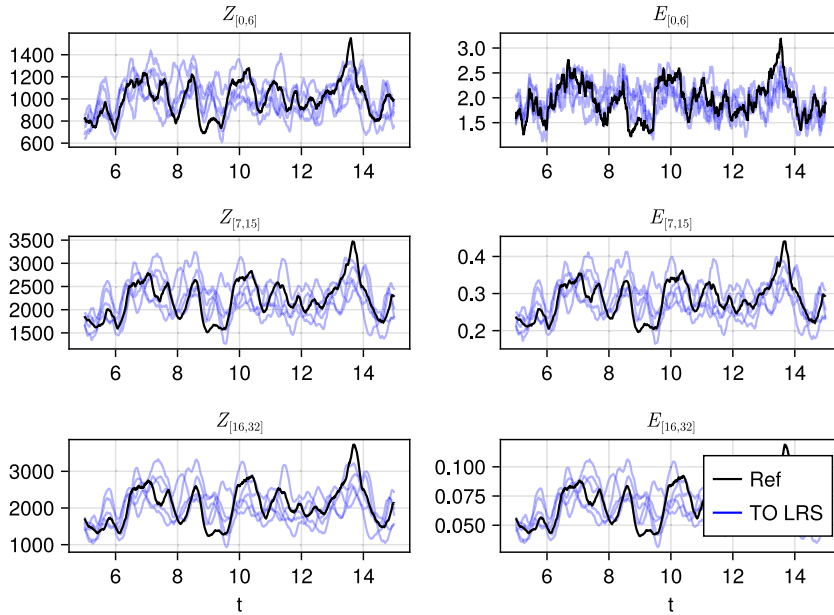 Z[0,6]
1400
1200
1000
800
600
6 8 10 12 14
E[0,6]
3.0
2.5
2.0
1.5
6 8 10 12 14
Z[7,15]
3500
3000
2500
2000
1500
6 8 10 12 14
E[7,15]
0.4
0.3
0.2
6 8 10 12 14
Z[16,32]
3000
2000
1000
6 8 10 12 14
t
E[16,32]
0.100
0.075
0.050
6 8 10 12 14
t
Ref
TO LRS